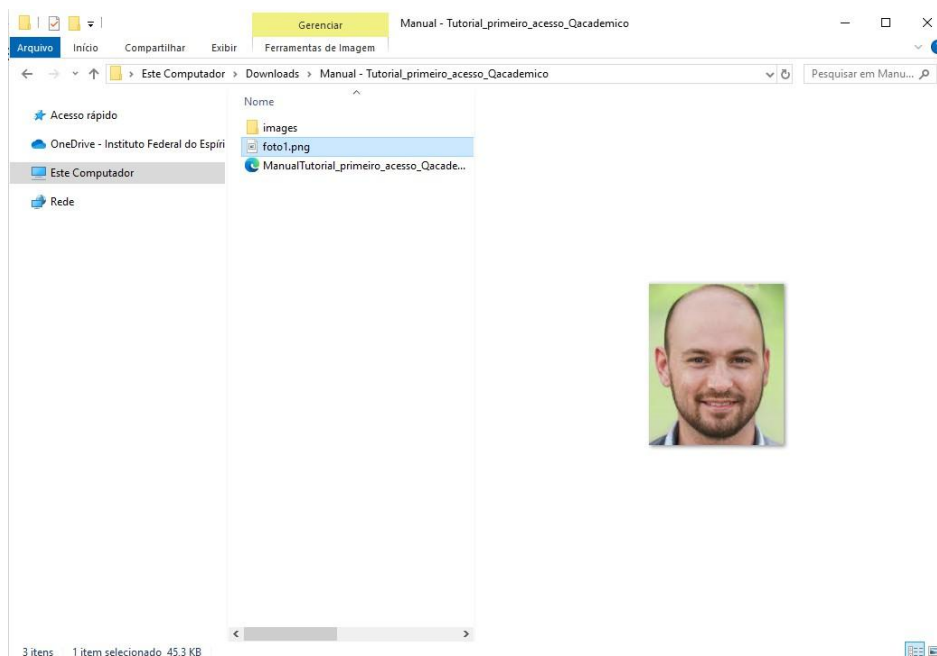 Gerenciar
Manual - Tutorial_primeiro_acesso_Qacademico
Arquivo Início Compartilhar Exibir Ferramentas de Imagem
Este Computador > Downloads > Manual - Tutorial_primeiro_acesso_Qacademico
Pesquisar em Manu...
Acesso rápido
OneDrive - Instituto Federal do Espíri
Este Computador
Rede
Nome
images
foto1.png
ManualTutorial_primeiro_acesso_Qacade...
3 itens 1 item selecionado 45,3 KB